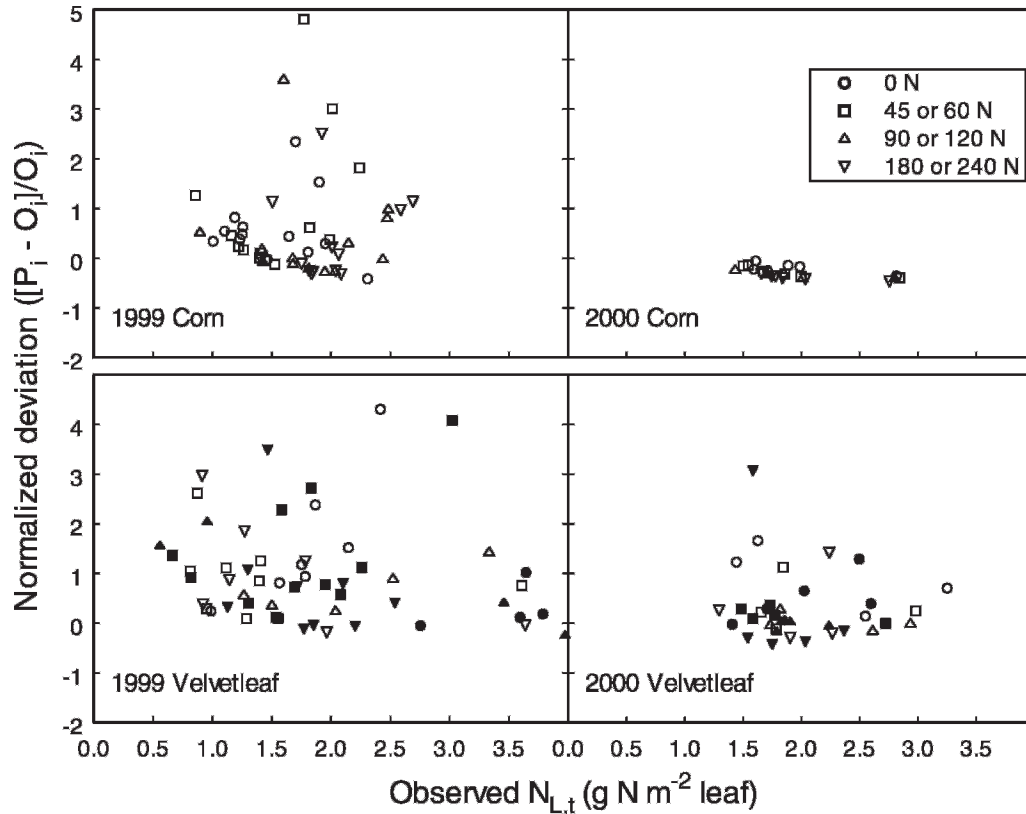 Normalized deviation ([Pi - Oi]/Oi)
5
4
3
2
1
0
-1
-2
1999 Corn
2000 Corn
0 N
45 or 60 N
90 or 120 N
180 or 240 N
4
3
2
1
0
-1
-2
1999 Velvetleaf
2000 Velvetleaf
0.0 0.5 1.0 1.5 2.0 2.5 3.0 3.5 0.0 0.5 1.0 1.5 2.0 2.5 3.0 3.5
Observed NL,t (g N m-2 leaf)